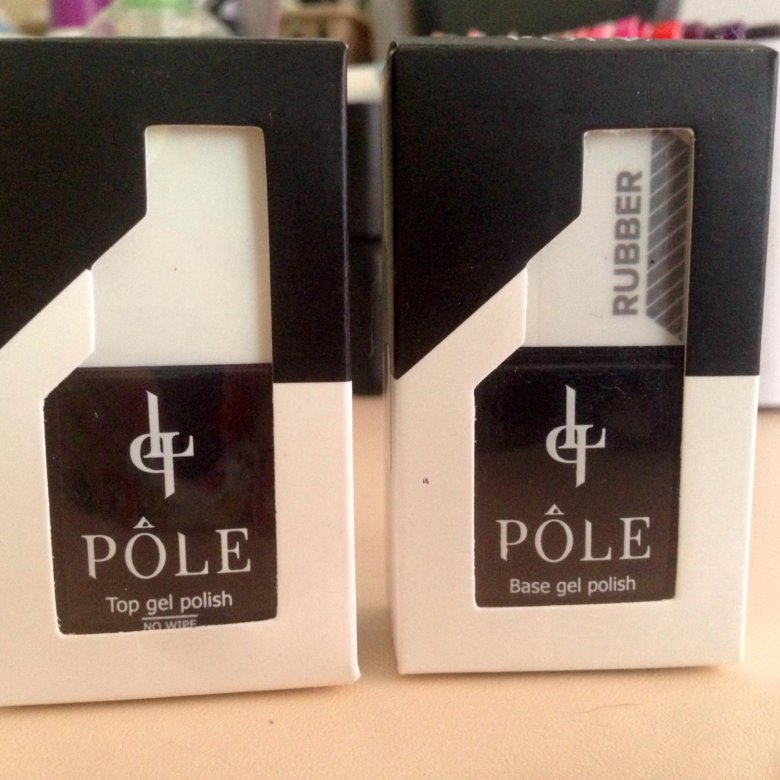 PÔLE
Top gel polish
NO WIPE
RUBBER
PÔLE
Base gel polish